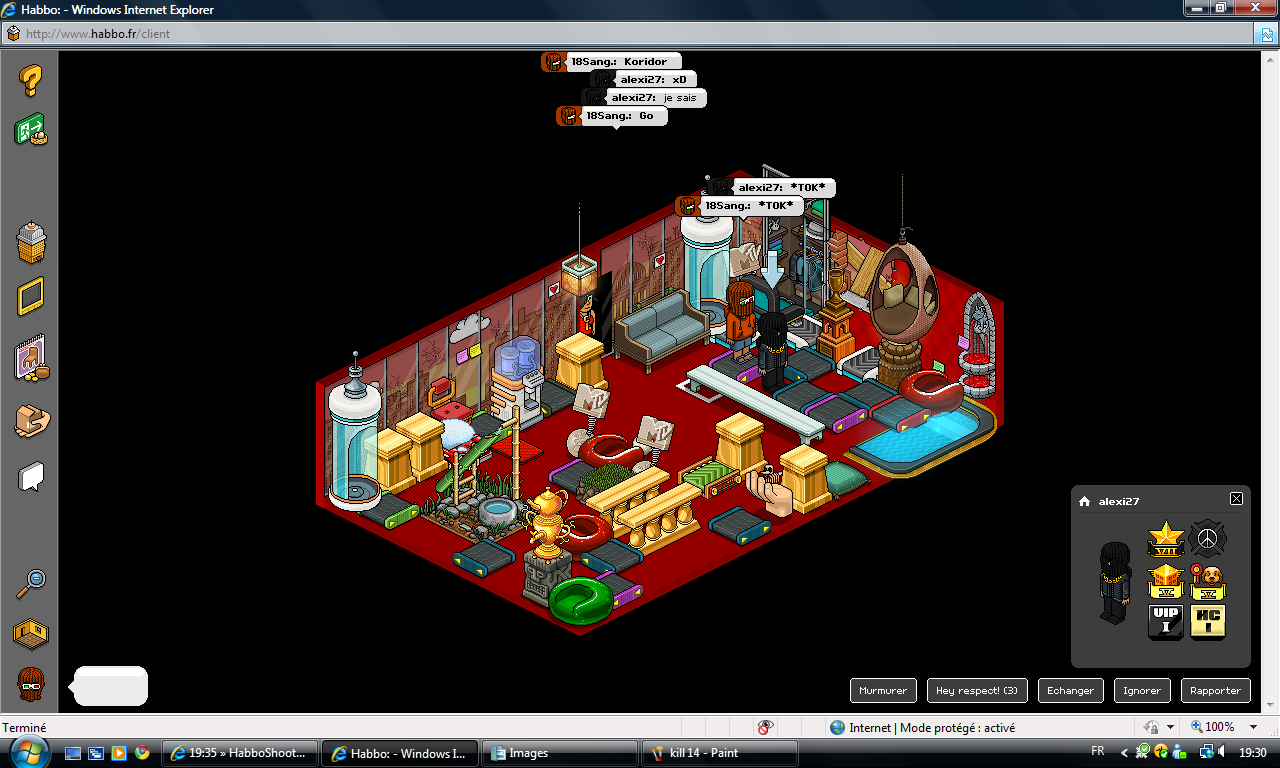 Habbo: - Windows Internet Explorer
http://www.habbo.fr/client
18Sang.: Koridor
alexi27: xD
alexi27: je sais
18Sang.: Go
alexi27: *TOK*
18Sang.: *TOK*
alexi27
VIP
I
HC
I
Murmurer
Hey respect! (3)
Echanger
Ignorer
Rapporter
Terminé
Internet | Mode protégé : activé
100%
19:35 » HabboShoot...
Habbo: - Windows I...
Images
kill 14 - Paint
FR
19:30